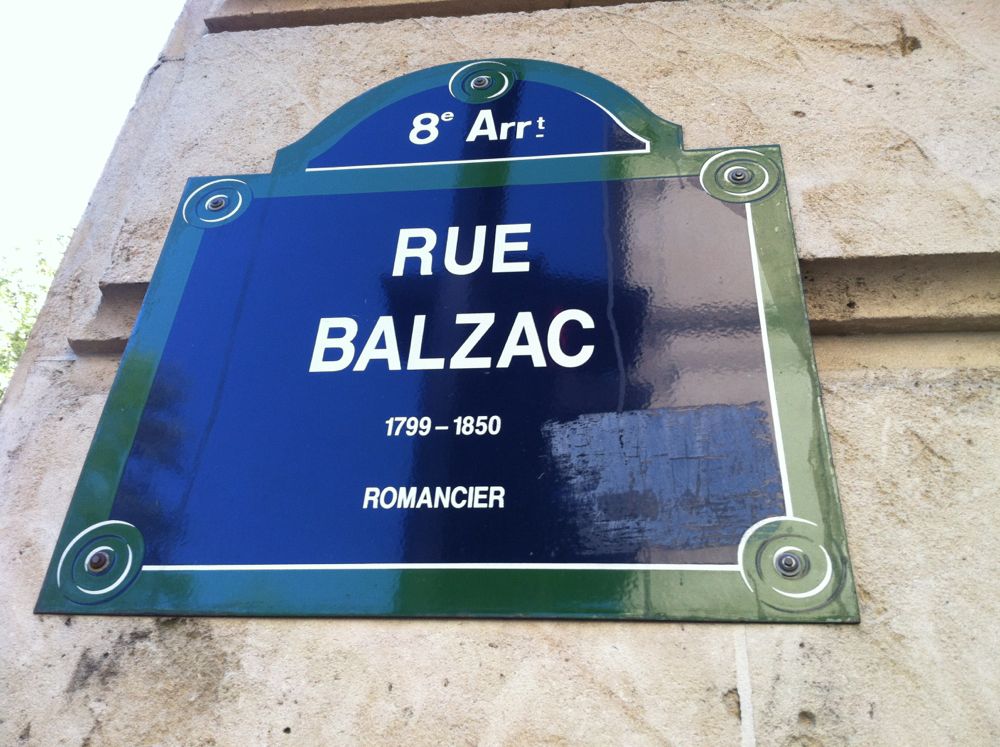 8e Arrt
RUE
BALZAC
1799 – 1850
ROMANCIER